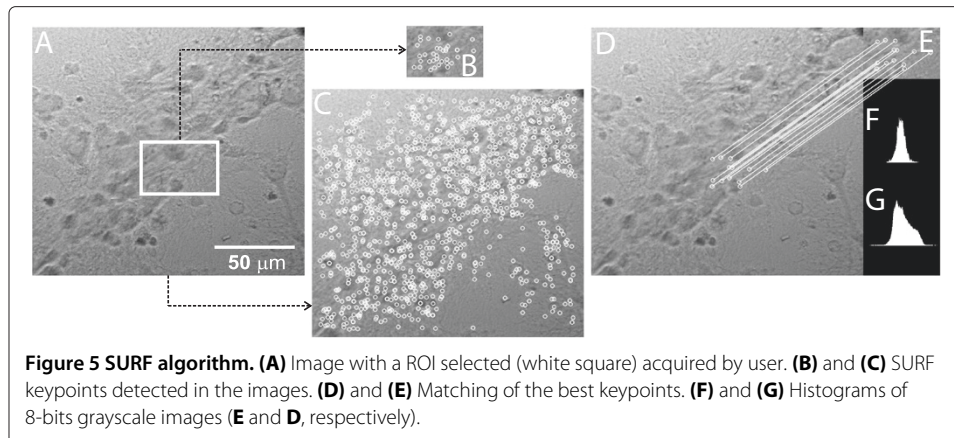 A
B
C
D
E
F
G
50 μm
Figure 5 SURF algorithm. (A) Image with a ROI selected (white square) acquired by user. (B) and (C) SURF
keypoints detected in the images. (D) and (E) Matching of the best keypoints. (F) and (G) Histograms of
8-bits grayscale images (E and D, respectively).